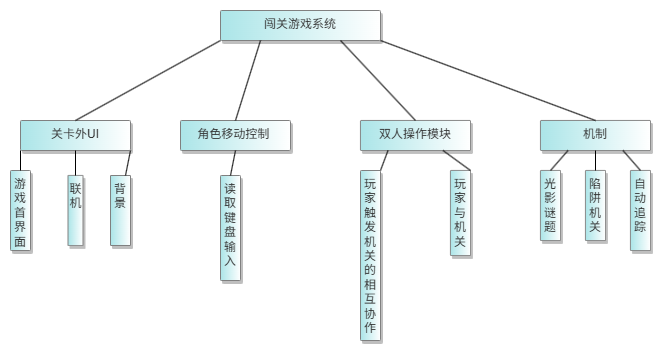 闯关游戏系统
关卡外UI
角色移动控制
双人操作模块
机制
游戏首界面
联机
背景
读取键盘输入
玩家触发机关的相互协作
玩家与机关
光影谜题
陷阱机关
自动追踪